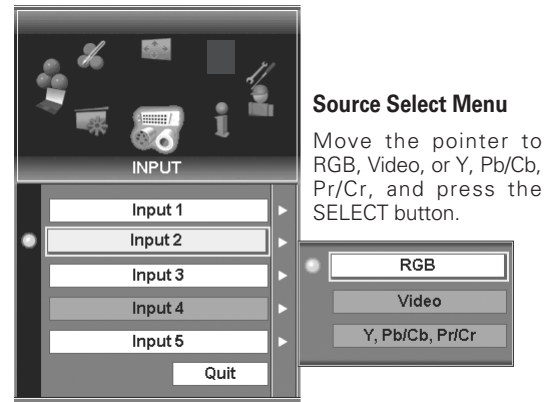 INPUT
Input 1
Input 2
Input 3
Input 4
Input 5
Quit
Source Select Menu
Move the pointer to
RGB, Video, or Y, Pb/Cb,
Pr/Cr, and press the
SELECT button.
RGB
Video
Y, Pb/Cb, Pr/Cr